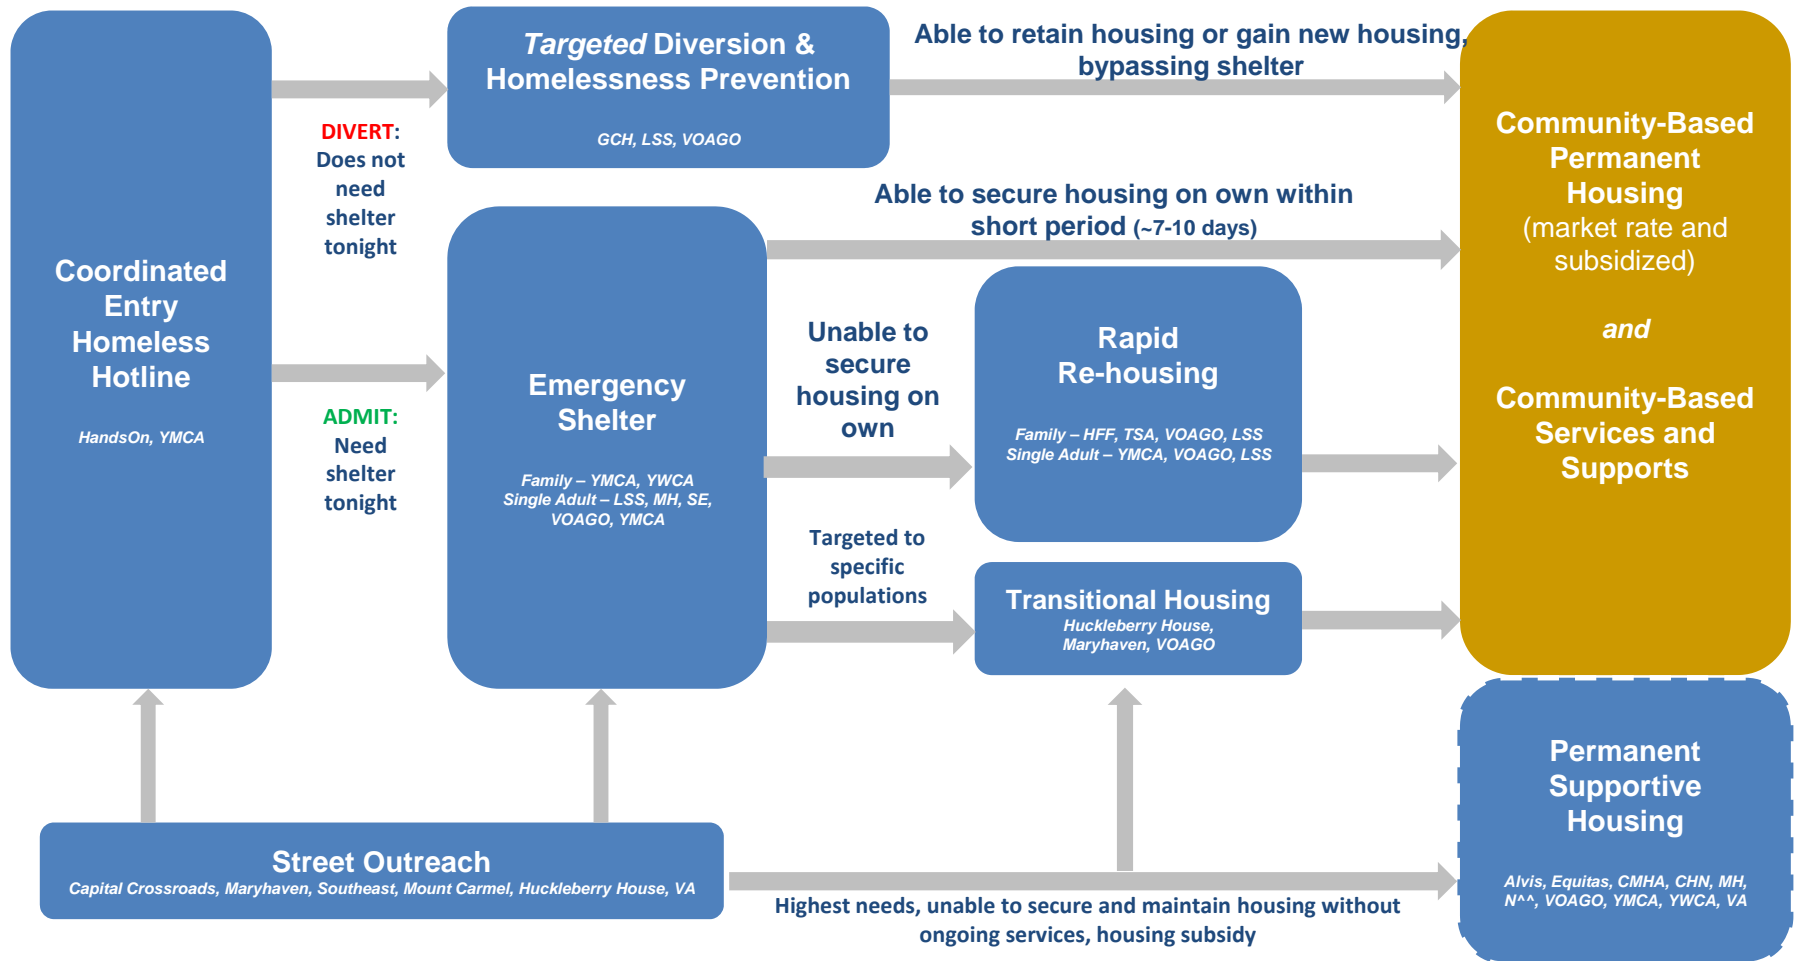 Coordinated
Entry
Homeless
Hotline
HandsOn, YMCA
DIVERT:
Does not
need
shelter
tonight
ADMIT:
Need
shelter
tonight
Targeted Diversion &
Homelessness Prevention
GCH, LSS, VOAGO
Able to retain housing or gain new housing,
bypassing shelter
Emergency
Shelter
Family – YMCA, YWCA
Single Adult – LSS, MH, SE,
VOAGO, YMCA
Able to secure housing on own within
short period (~7-10 days)
Unable to
secure
housing on
own
Rapid
Re-housing
Family – HFF, TSA, VOAGO, LSS
Single Adult – YMCA, VOAGO, LSS
Targeted to
specific
populations
Transitional Housing
Huckleberry House,
Maryhaven, VOAGO
Community-Based
Permanent
Housing
(market rate and
subsidized)
and
Community-Based
Services and
Supports
Street Outreach
Capital Crossroads, Maryhaven, Southeast, Mount Carmel, Huckleberry House, VA
Highest needs, unable to secure and maintain housing without
ongoing services, housing subsidy
Permanent
Supportive
Housing
Alvis, Equitas, CMHA, CHN, MH,
N^^, VOAGO, YMCA, YWCA, VA